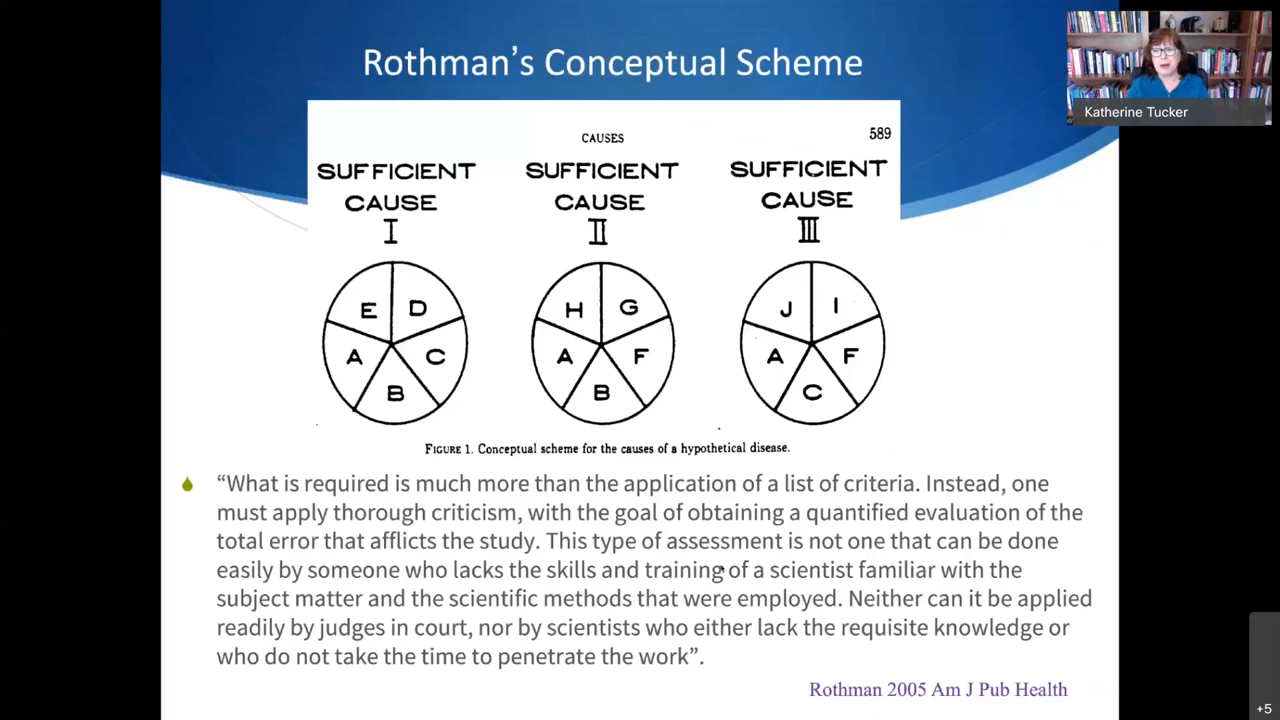 Rothman’s Conceptual Scheme
Katherine Tucker
CAUSES
589
SUFFICIENT
CAUSE
I
SUFFICIENT
CAUSE
II
SUFFICIENT
CAUSE
III
E D
A C
B
H G
A F
B
J I
A F
C
FIGURE 1. Conceptual scheme for the causes of a hypothetical disease.
“What is required is much more than the application of a list of criteria. Instead, one
must apply thorough criticism, with the goal of obtaining a quantified evaluation of the
total error that afflicts the study. This type of assessment is not one that can be done
easily by someone who lacks the skills and training of a scientist familiar with the
subject matter and the scientific methods that were employed. Neither can it be applied
readily by judges in court, nor by scientists who either lack the requisite knowledge or
who do not take the time to penetrate the work”.
Rothman 2005 Am J Pub Health
+5